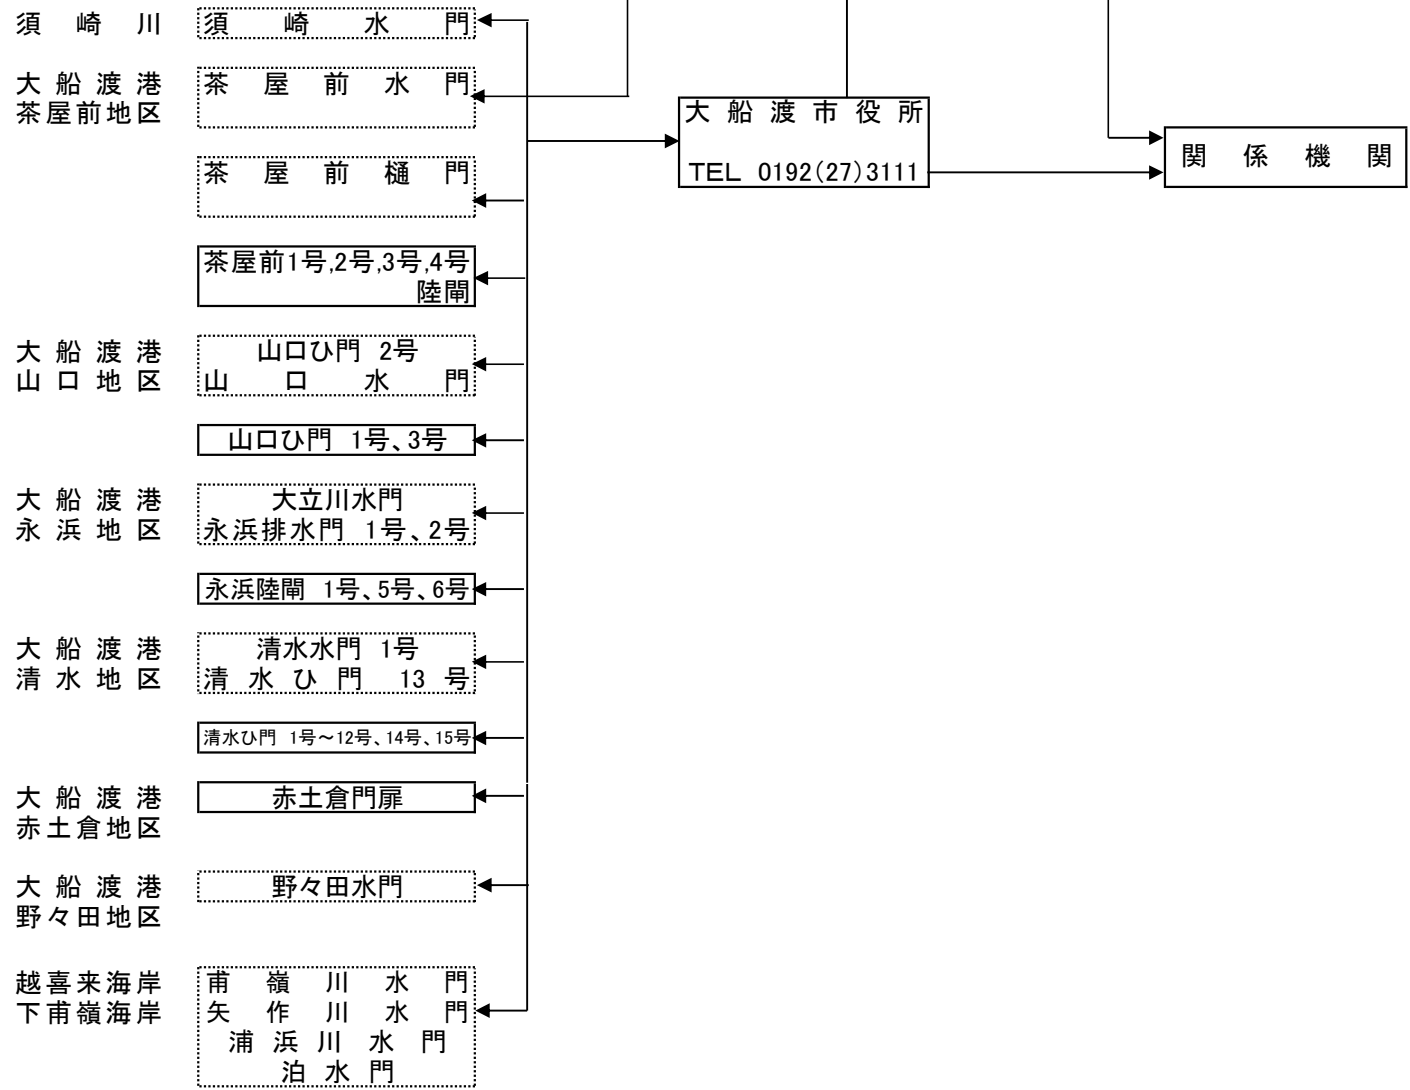 須崎川
須崎水門
大船渡港
茶屋前地区
茶屋前水門
大船渡市役所
TEL 0192(27)3111
関係機関
茶屋前樋門
茶屋前1号,2号,3号,4号
陸閘
大船渡港
山口地区
山口ひ門 2号
山口水門
山口ひ門 1号、3号
大船渡港
永浜地区
大立川水門
永浜排水門 1号、2号
永浜陸閘 1号、5号、6号
大船渡港
清水地区
清水水門 1号
清水ひ門 13号
清水ひ門 1号～12号、14号、15号
大船渡港
赤土倉地区
赤土倉門扉
大船渡港
野々田地区
野々田水門
越喜来海岸
下甫嶺海岸
甫嶺川水門
矢作川水門
浦浜川水門
泊水門